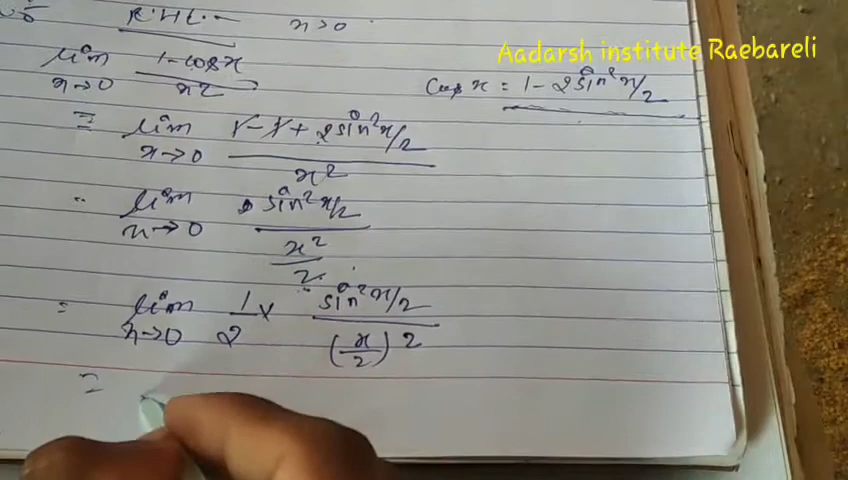 R.H.L. x>0
Aadarsh institute Raebareli
lim x→0 (1-cosx)/x2
Cos x = 1 - 2sin²x/2
= lim x→0 (1-1+2sin²x/2)/x²
= lim x→0 sin²x/2/(x²/2)
= lim x→0 1/2 × sin²x/2/(x/2)2
=